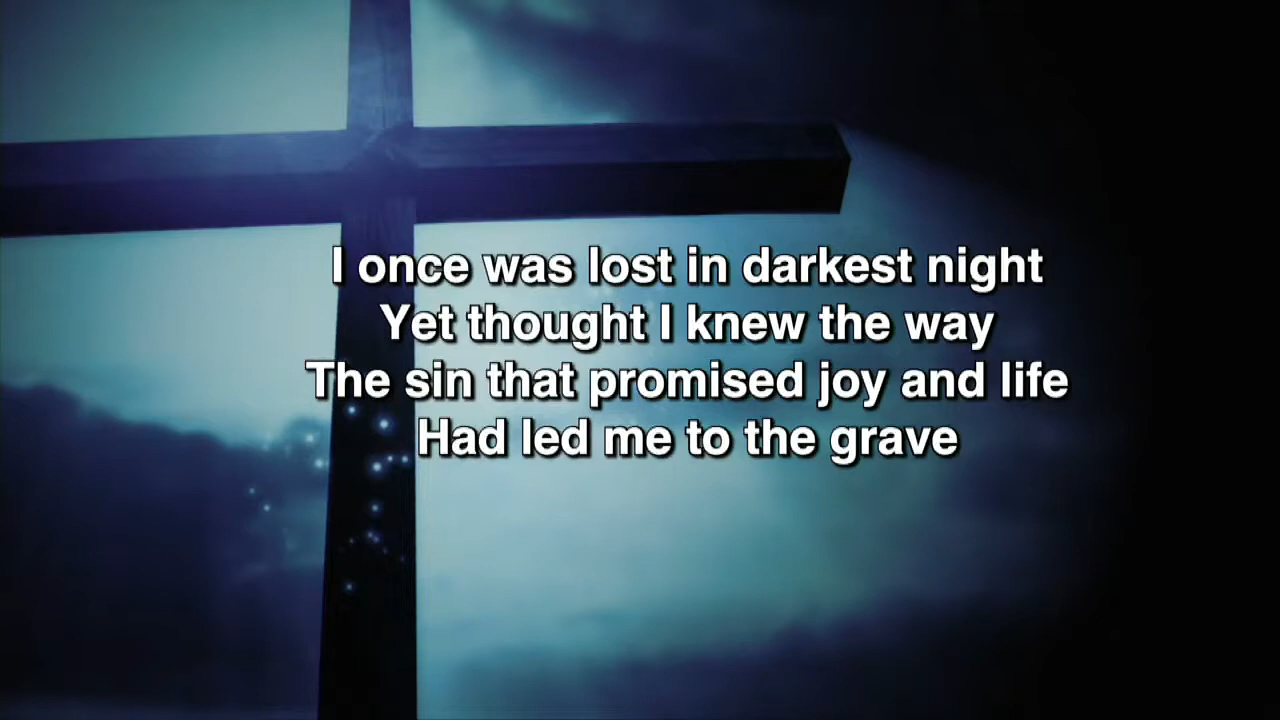 I once was lost in darkest night
Yet thought I knew the way
The sin that promised joy and life
Had led me to the grave